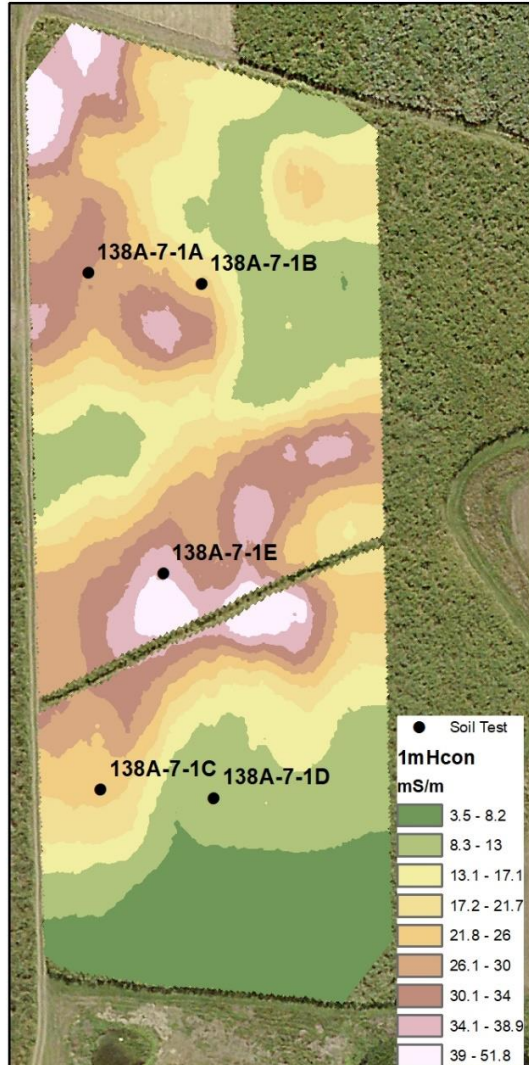 138A-7-1A
138A-7-1B
138A-7-1E
138A-7-1C
138A-7-1D
Soil Test
1mHcon
mS/m
3.5 - 8.2
8.3 - 13
13.1 - 17.1
17.2 - 21.7
21.8 - 26
26.1 - 30
30.1 - 34
34.1 - 38.9
39 - 51.8